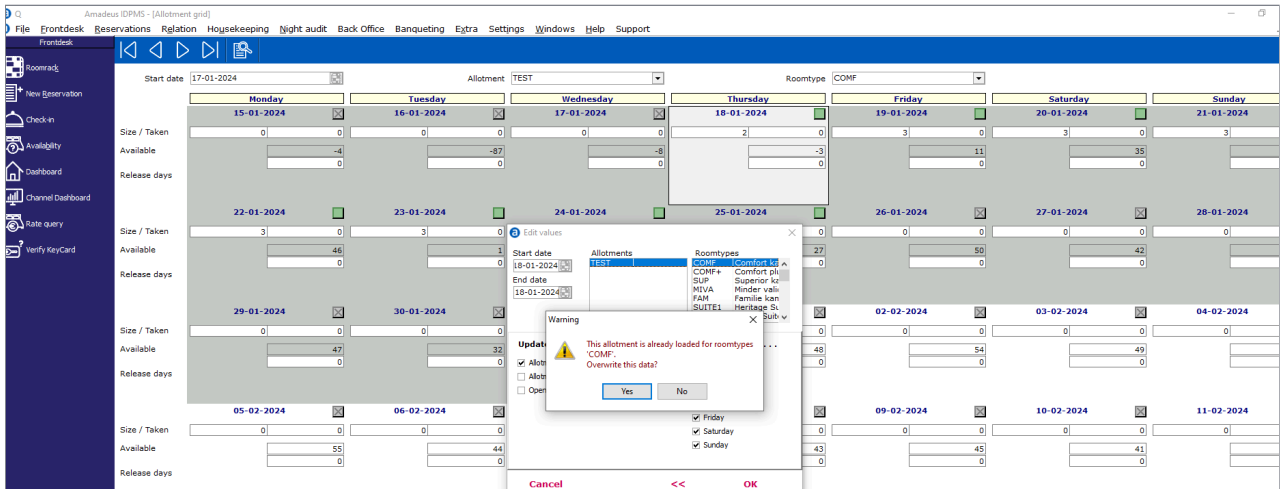 Q Amadeus IDPMS - [Allotment grid]
File Frontdesk Reservations Relation Housekeeping Night audit Back Office Banqueting Extra Settings Windows Help Support
Frontdesk
Roomrack
New Reservation
Check-in
Availability
Dashboard
Channel Dashboard
Rate query
Verify KeyCard
Start date 17-01-2024 Allotment TEST Roomtype COMF
Monday Tuesday Wednesday Thursday Friday Saturday Sunday
15-01-2024 16-01-2024 17-01-2024 18-01-2024 19-01-2024 20-01-2024 21-01-2024
Size / Taken 0 0 0 0 0 0 2 0 3 0 3 0 3
Available -4 -87 -8 -3 11 35
0 0 0 0 0 0
Release days
22-01-2024 23-01-2024 24-01-2024 25-01-2024 26-01-2024 27-01-2024 28-01-2024
Size / Taken 3 0 3 0 0 0 0 0 0
Available 46 1 27 50 42
0 0 0 0
Release days
29-01-2024 30-01-2024 02-02-2024 03-02-2024 04-02-2024
Size / Taken 0 0 0 0 0 0 0 0
Available 47 32 48 54 49
0 0 0 0 0
Release days
05-02-2024 06-02-2024 09-02-2024 10-02-2024 11-02-2024
Size / Taken 0 0 0 0 0 0 0 0 0
Available 55 44 43 45 41
0 0 0 0 0
Release days
Edit values
Start date Allotments Roomtypes
18-01-2024 TEST COMF Comfort ka
End date COMF+ Comfort plu
18-01-2024 SUP Superior ka
MIVA Minder vali
FAM Familie kan
SUITE1 Heritage Su
Suite
Update ...
Allotm
Allotm
Open
Warning
This allotment is already loaded for roomtypes
'COMF'.
Overwrite this data?
Yes No
Friday
Saturday
Sunday
Cancel << OK